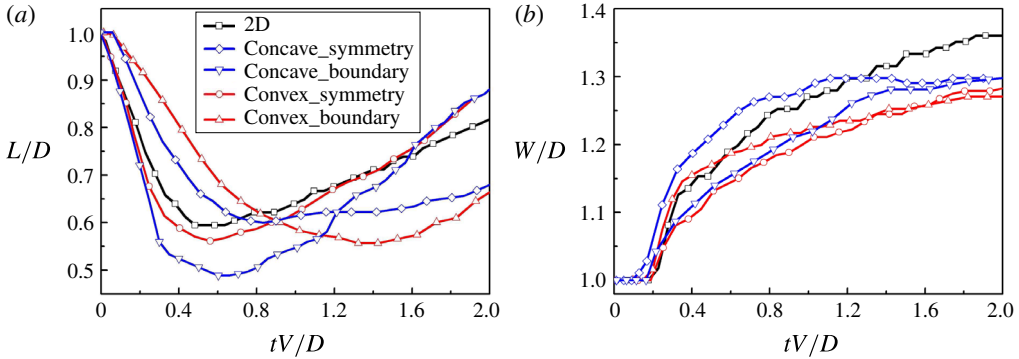 (a)
1.0
0.9
0.8
0.7
0.6
0.5
L/D
0
0.4
0.8
1.2
1.6
2.0
tV/D
2D
Concave_symmetry
Concave_boundary
Convex_symmetry
Convex_boundary
(b)
1.4
1.3
1.2
1.1
1.0
W/D
0
0.4
0.8
1.2
1.6
2.0
tV/D